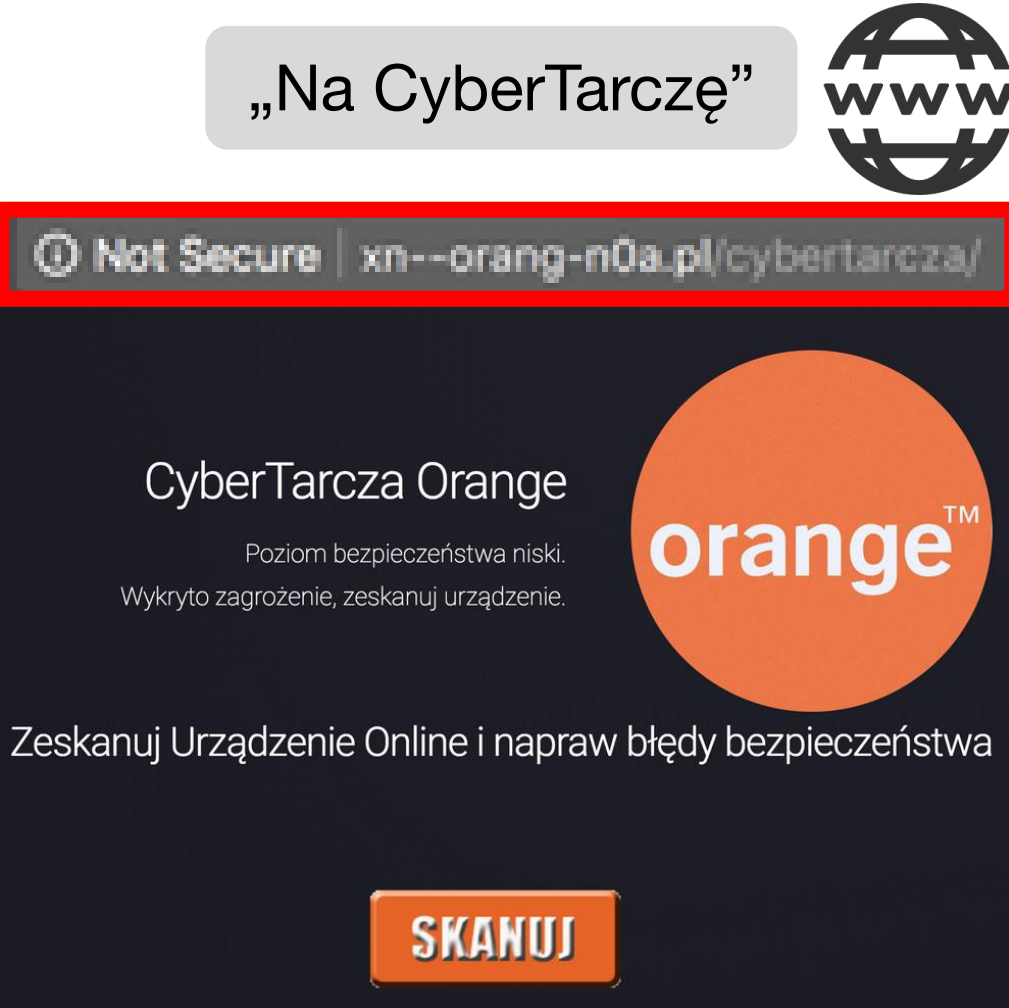 „Na CyberTarczę”
www
Not Secure | xn--orang-n0a.pl/cybertarcza/
CyberTarcza Orange
Poziom bezpieczeństwa niski.
Wykryto zagrożenie, zeskanuj urządzenie.
orange™
Zeskanuj Urządzenie Online i napraw błędy bezpieczeństwa
SKANUJ